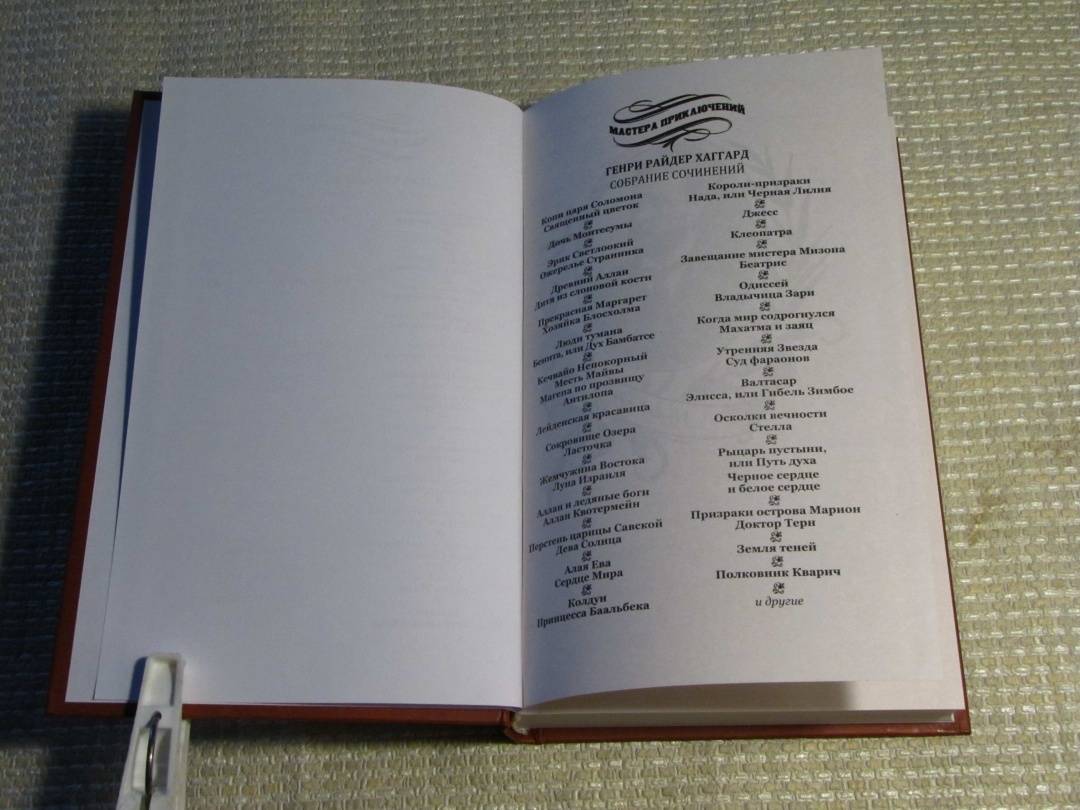 МАСТЕРА ПРИКЛЮЧЕНИЙ
ГЕНРИ РАЙДЕР ХАГГАРД
СОБРАНИЕ СОЧИНЕНИЙ
Копи царя Соломона
Священный цветок
Дочь Монтесумы
Эрик Светлоокий
Ожерелье Странника
Древний Аллан
Дитя из слоновой кости
Прекрасная Маргарет
Хозяйка Блосхолма
Люди тумана
Бенита, или Дух Бамбатсе
Кечвайо Непокорный
Месть Майвы
Магепа по прозвищу
Антилопа
Лейденская красавица
Сокровище Озера
Ласточка
Жемчужина Востока
Луна Израиля
Аллан и ледяные боги
Аллан Квотермейн
Перстень царицы Савской
Дева Солнца
Алая Ева
Сердце Мира
Колдун
Принцесса Баальбека
Короли-призраки
Нада, или Черная Лилия
Джесс
Клеопатра
Завещание мистера Мизона
Беатрис
Одиссей
Владычица Зари
Когда мир содрогнулся
Махатма и заяц
Утренняя Звезда
Суд фараонов
Валтасар
Элисса, или Гибель Зимбое
Осколки вечности
Стелла
Рыцарь пустыни,
или Путь духа
Черное сердце
и белое сердце
Призраки острова Марион
Доктор Терн
Земля теней
Полковник Кварич
и другие